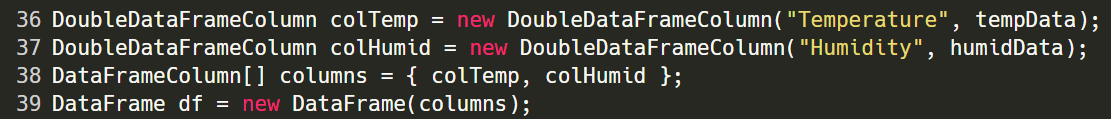 36 DoubleDataFrameColumn colTemp = new DoubleDataFrameColumn("Temperature", tempData);
37 DoubleDataFrameColumn colHumid = new DoubleDataFrameColumn("Humidity", humidData);
38 DataFrameColumn[] columns = { colTemp, colHumid };
39 DataFrame df = new DataFrame(columns);